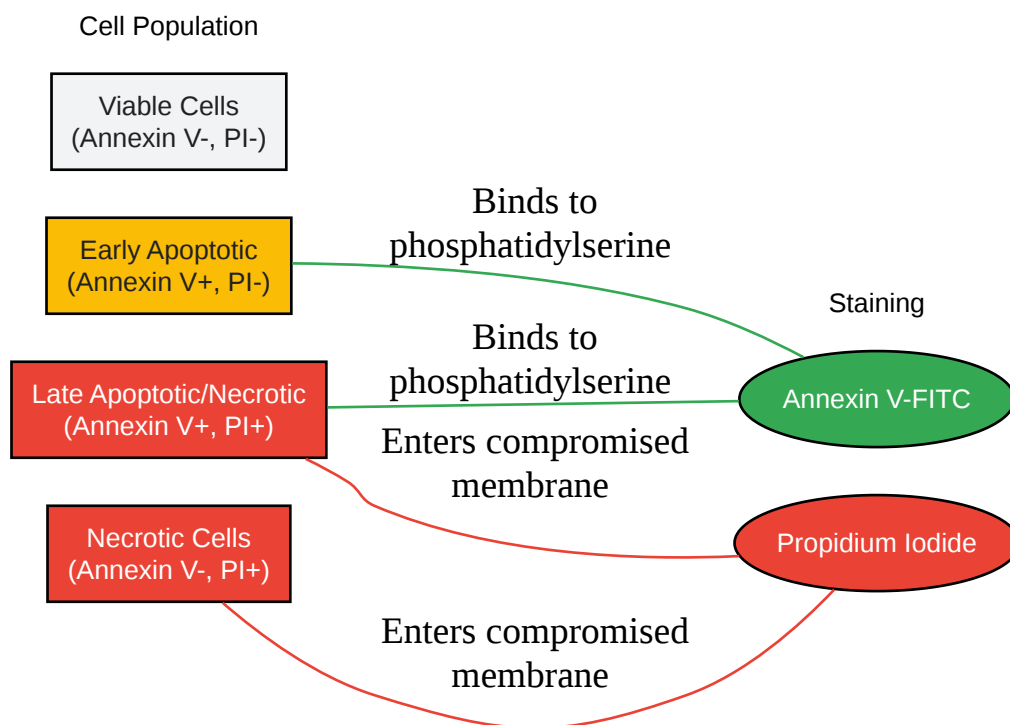 Cell Population
Viable Cells
(Annexin V-, PI-)
Binds to
phosphatidylserine
Early Apoptotic
(Annexin V+, PI-)
Staining
Binds to
phosphatidylserine
Late Apoptotic/Necrotic
(Annexin V+, PI+)
Annexin V-FITC
Enters compromised
membrane
Necrotic Cells
(Annexin V-, PI+)
Propidium Iodide
Enters compromised
membrane